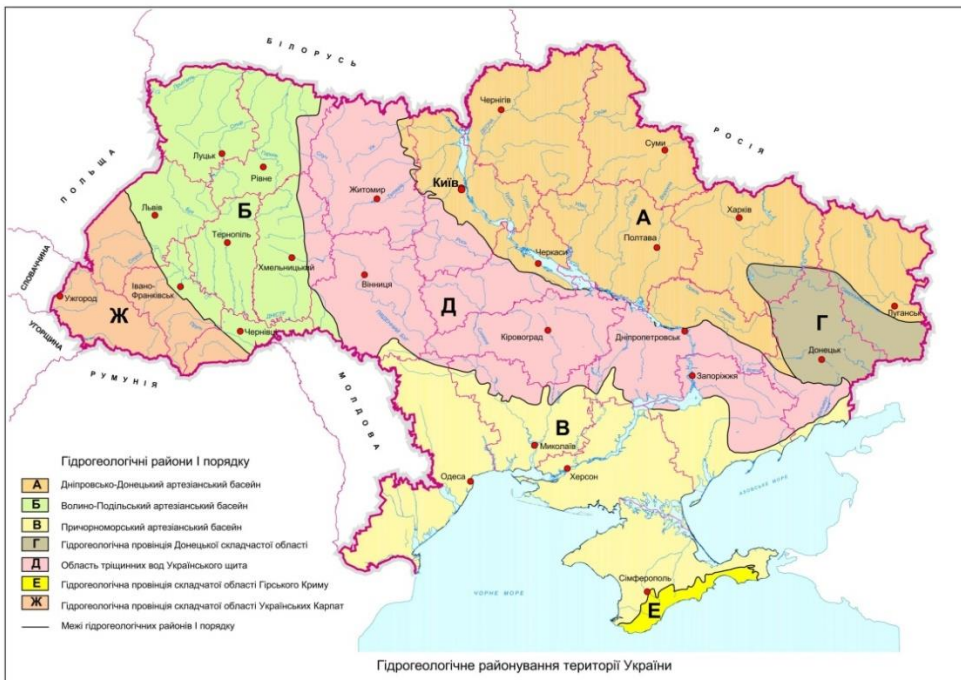 БІЛОРУСЬ
РОСІЯ
ПОЛЬЩА
СЛОВАЧЧИНА
УГОРЩИНА
РУМУНІЯ
МОЛДОВА
Чернігів
Суми
Луцьк
Рівне
Житомир
Київ
Львів
Б
А
Харків
Полтава
Тернопіль
Хмельницький
Черкаси
Вінниця
Івано-
Франківськ
Ужгород
Ж
Д
Луганськ
Г
Чернівці
Дністр
Кіровоград
Дніпропетровськ
Донецьк
Запоріжжя
В
Миколаїв
Херсон
Одеса
АЗОВСЬКЕ МОРЕ
ЧОРНЕ МОРЕ
Сімферополь
Е
Гідрогеологічні райони І порядку
А Дніпровсько-Донецький артезіанський басейн
Б Волино-Подільський артезіанський басейн
В Причорноморський артезіанський басейн
Г Гідрогеологічна провінція Донецької складчастої області
Д Область тріщинних вод Українського щита
Е Гідрогеологічна провінція складчатої області Гірського Криму
Ж Гідрогеологічна провінція складчатої області Українських Карпат
Межі гідрогеологічних районів І порядку
Гідрогеологічне районування території України